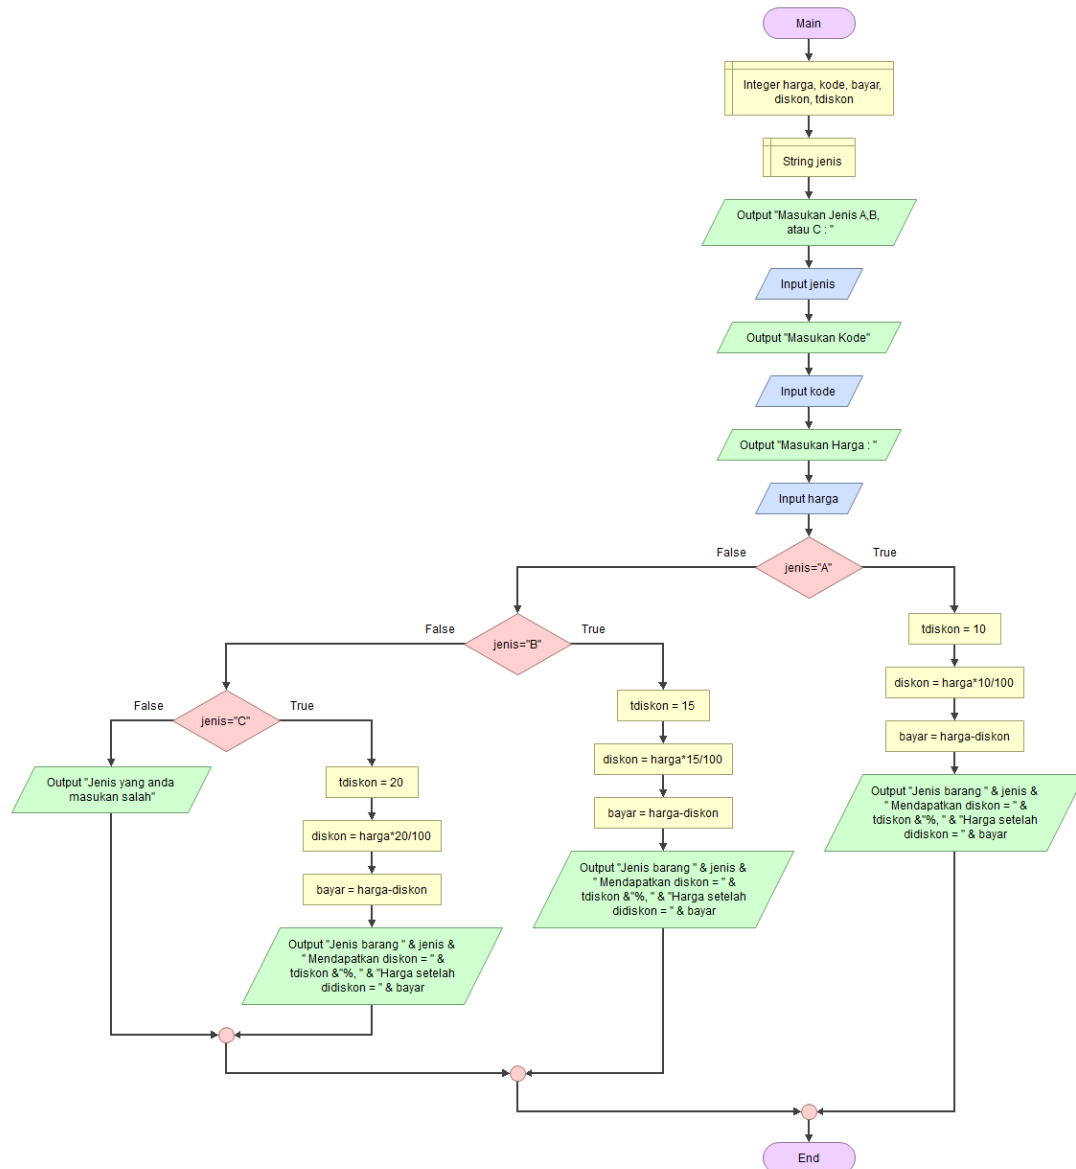 Main
Integer harga, kode, bayar,
diskon, tdiskon
String jenis
Output "Masukan Jenis A,B,
atau C : "
Input jenis
Output "Masukan Kode"
Input kode
Output "Masukan Harga : "
Input harga
False
True
jenis="A"
tdiskon = 10
diskon = harga*10/100
bayar = harga-diskon
Output "Jenis barang " & jenis &
" Mendapatkan diskon = " &
tdiskon &"%, " & "Harga setelah
didiskon = " & bayar
False
True
jenis="B"
tdiskon = 15
diskon = harga*15/100
bayar = harga-diskon
Output "Jenis barang " & jenis &
" Mendapatkan diskon = " &
tdiskon &"%, " & "Harga setelah
didiskon = " & bayar
False
True
jenis="C"
Output "Jenis yang anda
masukan salah"
tdiskon = 20
diskon = harga*20/100
bayar = harga-diskon
Output "Jenis barang " & jenis &
" Mendapatkan diskon = " &
tdiskon &"%, " & "Harga setelah
didiskon = " & bayar
End